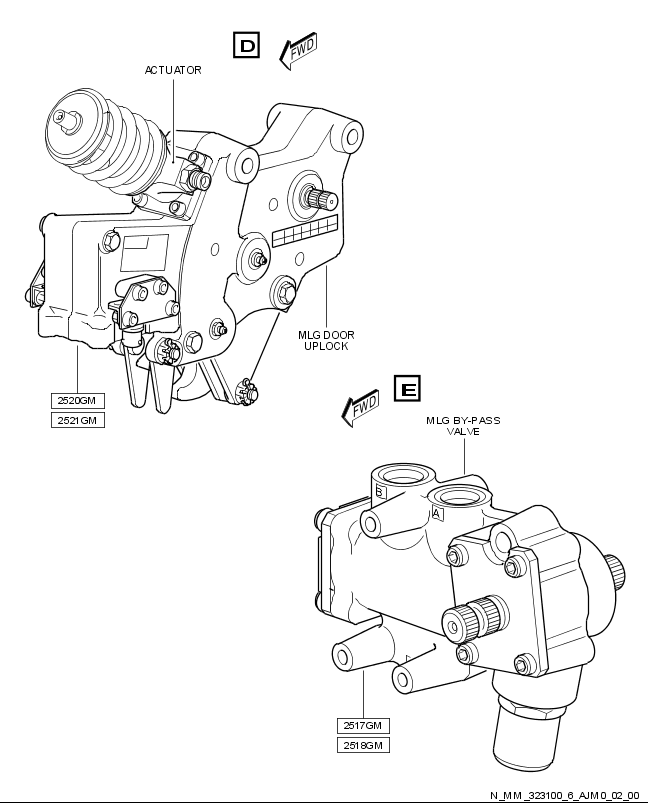 D
FWD
ACTUATOR
MLG DOOR
UPLOCK
2520GM
2521GM
FWD
E
MLG BY-PASS
VALVE
B
A
2517GM
2518GM
N_MM_323100_6_AJM0_02_00